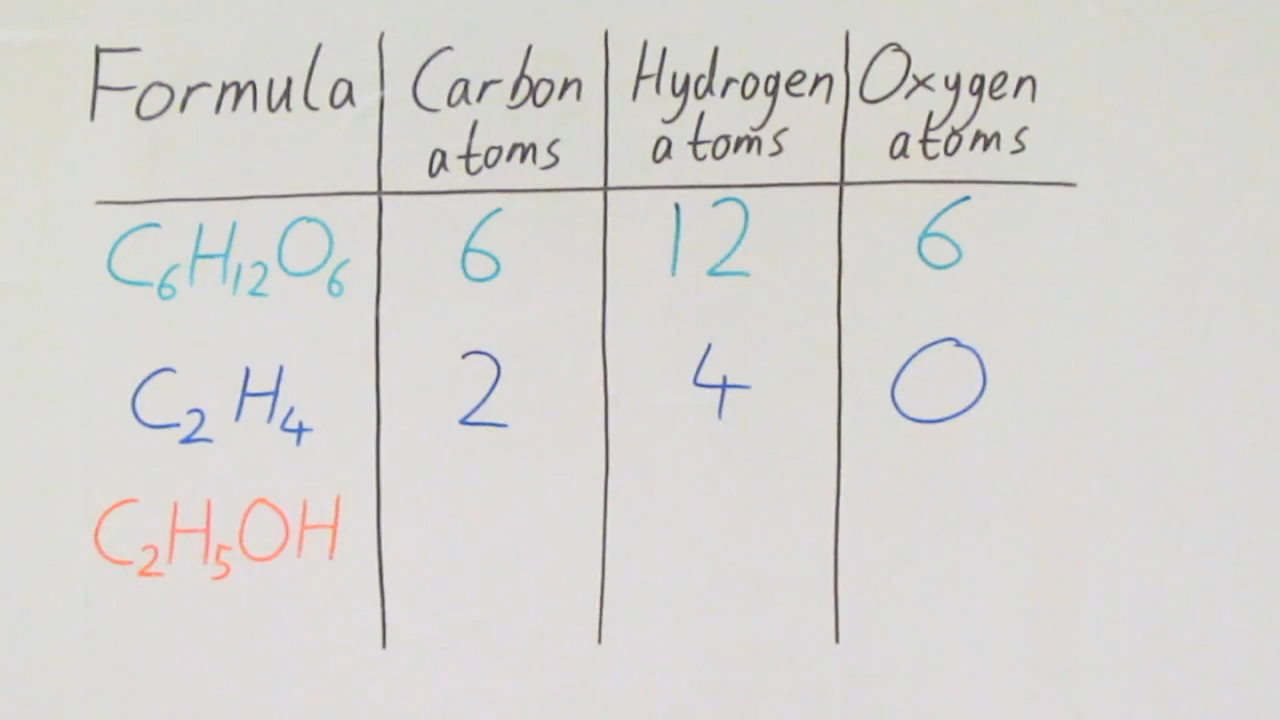 Formula Carbon atoms Hydrogen atoms Oxygen atoms
C₆H₁₂O₆ 6 12 6
C₂H₄ 2 4 0
C₂H₅OH